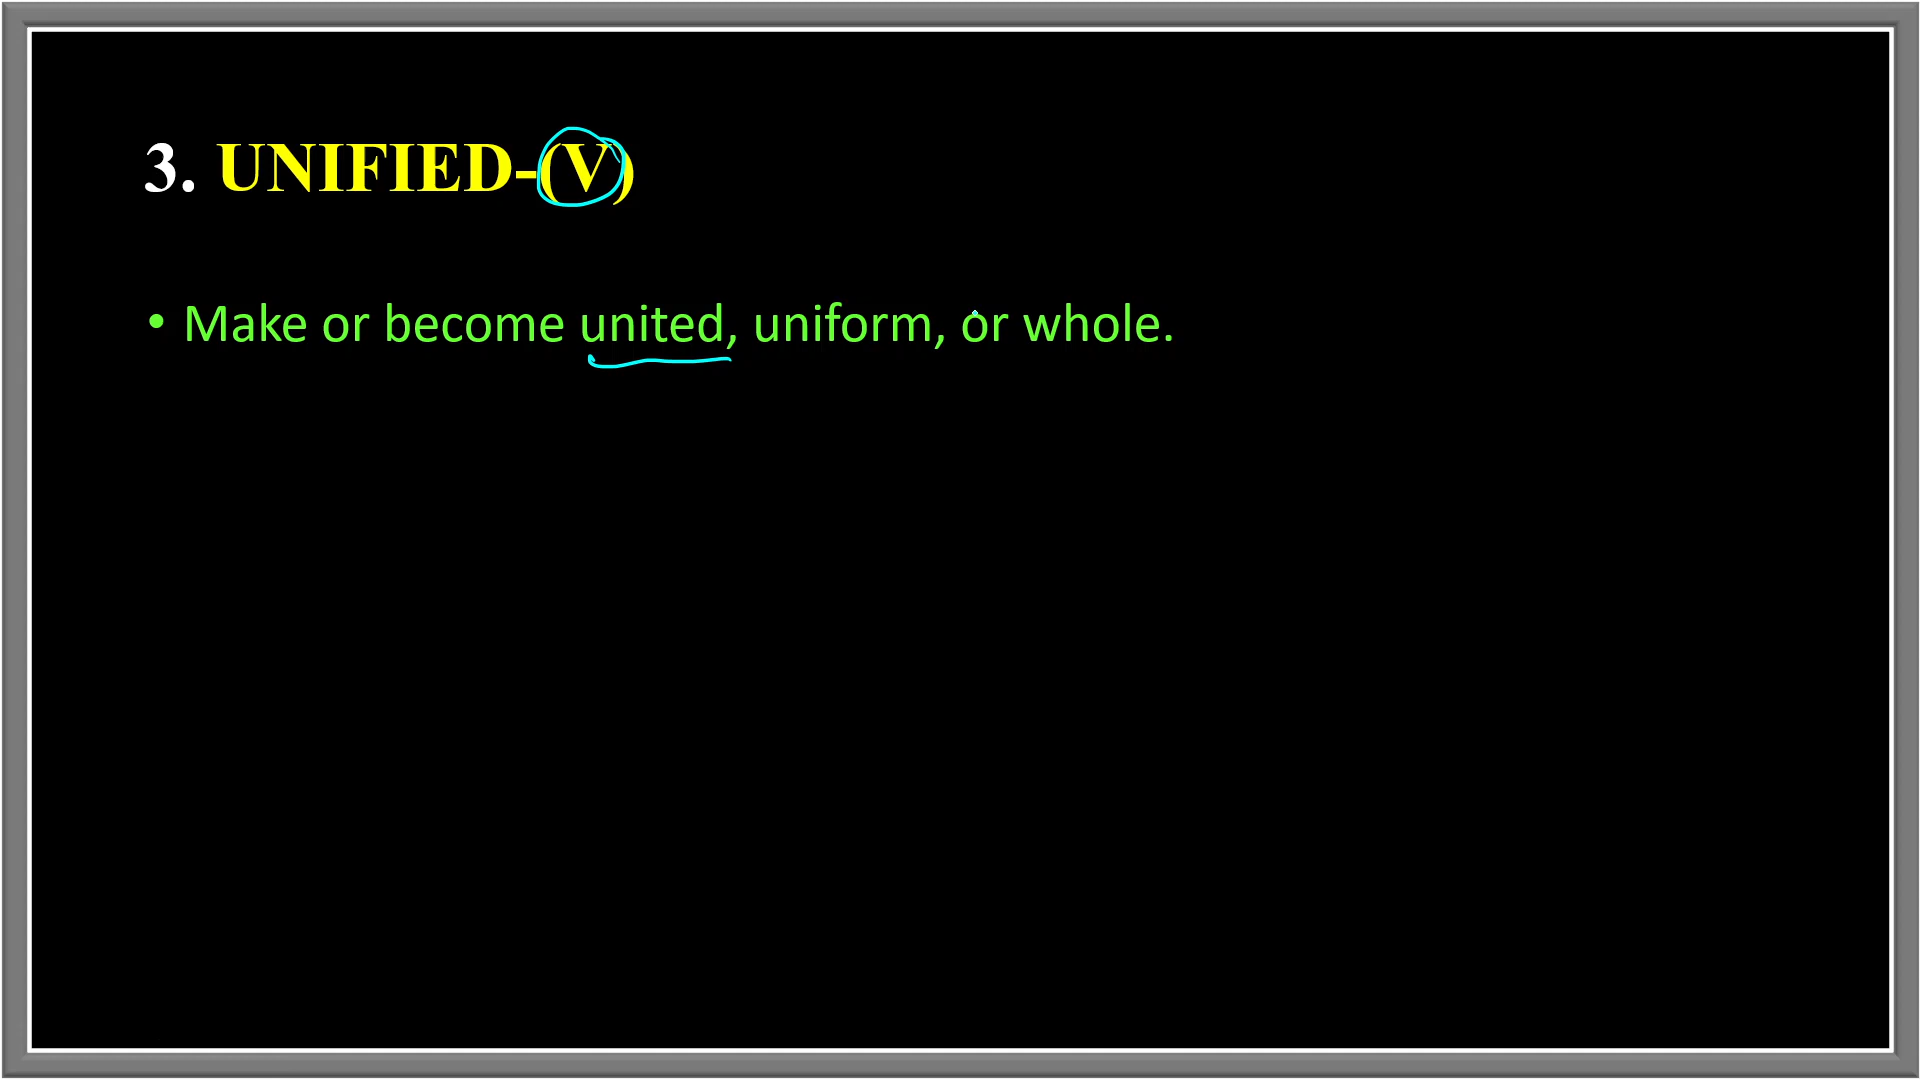 3. UNIFIED-(V)
• Make or become united, uniform, or whole.